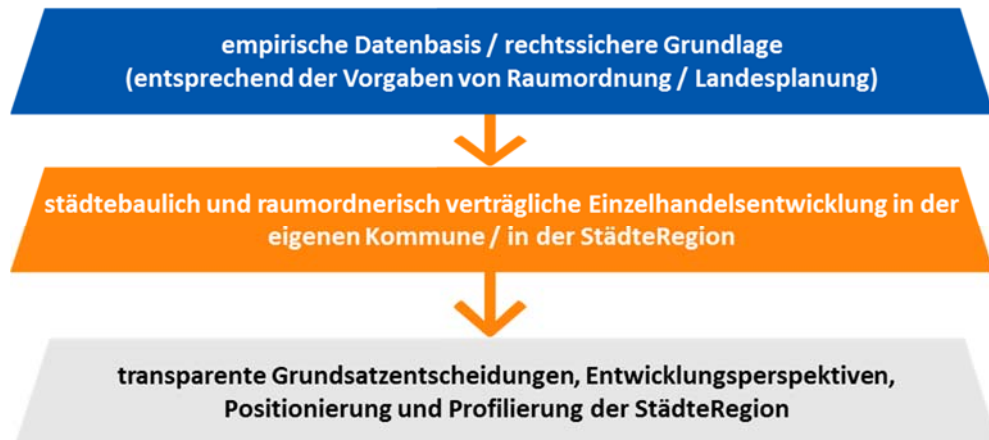 empirische Datenbasis / rechtssichere Grundlage
(entsprechend der Vorgaben von Raumordnung / Landesplanung)
städtebaulich und raumordnerisch verträgliche Einzelhandelsentwicklung in der
eigenen Kommune / in der StädteRegion
transparente Grundsatzentscheidungen, Entwicklungsperspektiven,
Positionierung und Profilierung der StädteRegion